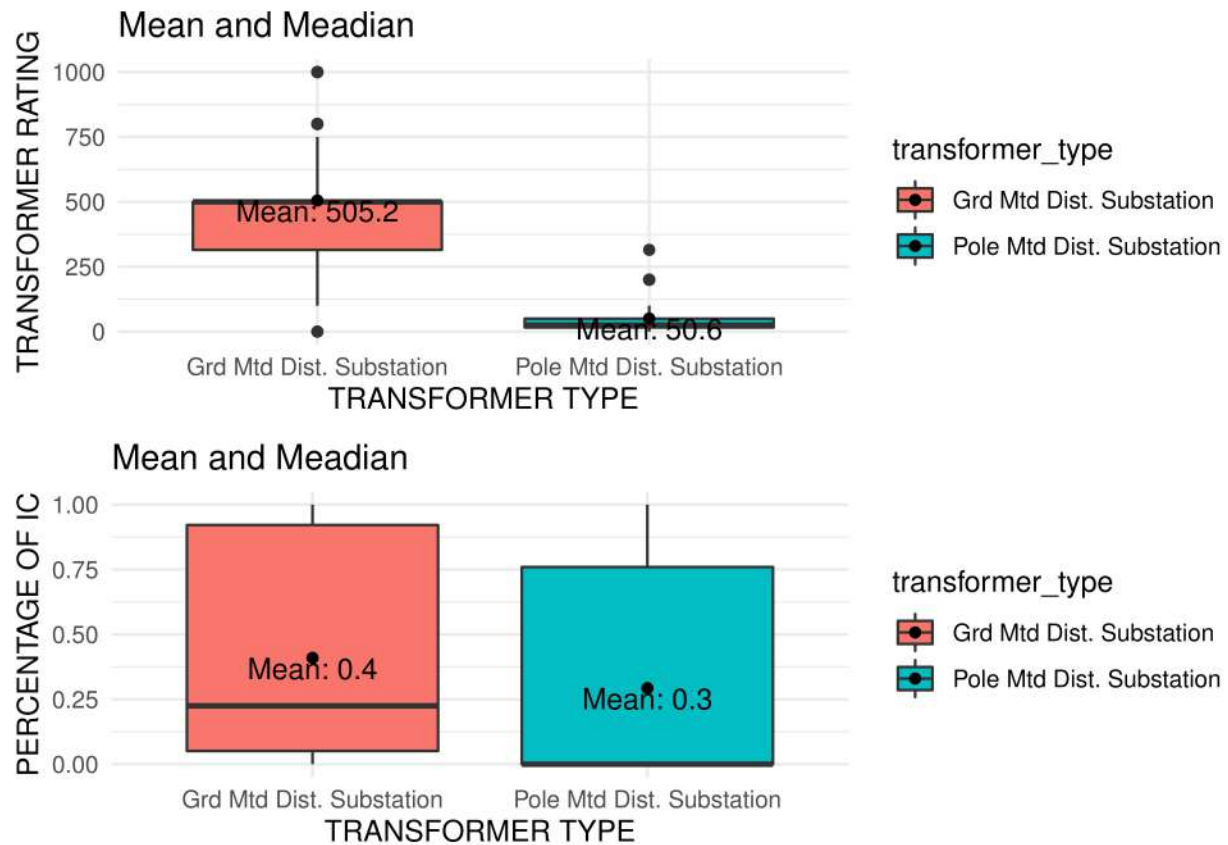 Mean and Meadian
TRANSFORMER RATING
1000
750
500
250
0
Mean: 505.2
Mean: 50.6
Grd Mtd Dist. Substation
Pole Mtd Dist. Substation
TRANSFORMER TYPE
transformer_type
Grd Mtd Dist. Substation
Pole Mtd Dist. Substation
Mean and Meadian
PERCENTAGE OF IC
1.00
0.75
0.50
0.25
0.00
Mean: 0.4
Mean: 0.3
Grd Mtd Dist. Substation
Pole Mtd Dist. Substation
TRANSFORMER TYPE
transformer_type
Grd Mtd Dist. Substation
Pole Mtd Dist. Substation